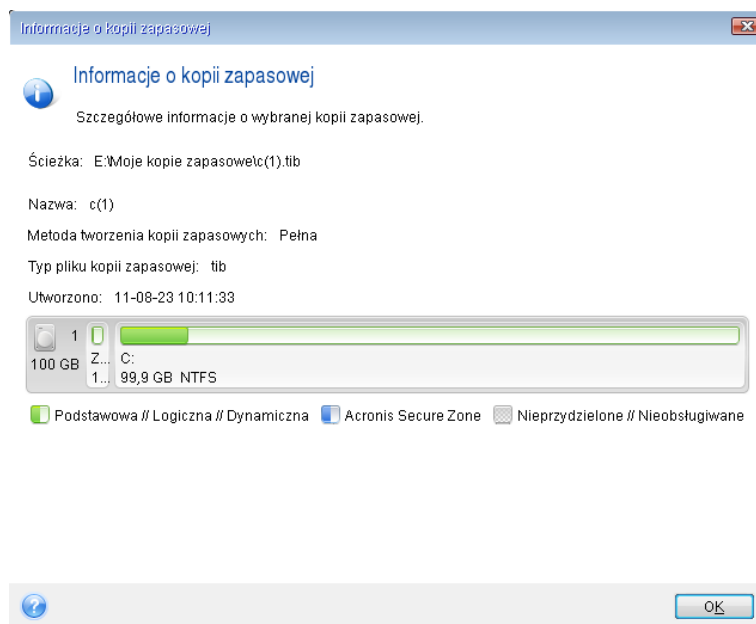 Informacje o kopii zapasowej
Informacje o kopii zapasowej
Szczegółowe informacje o wybranej kopii zapasowej.
Ścieżka: E:\Moje kopie zapasowe\c(1).tib
Nazwa: c(1)
Metoda tworzenia kopii zapasowych: Pełna
Typ pliku kopii zapasowej: tib
Utworzono: 11-08-23 10:11:33
1
100 GB
Z...
1...
C:
99,9 GB NTFS
Podstawowa // Logiczna // Dynamiczna Acronis Secure Zone Nieprzydzielone // Nieobsługiwane
? OK